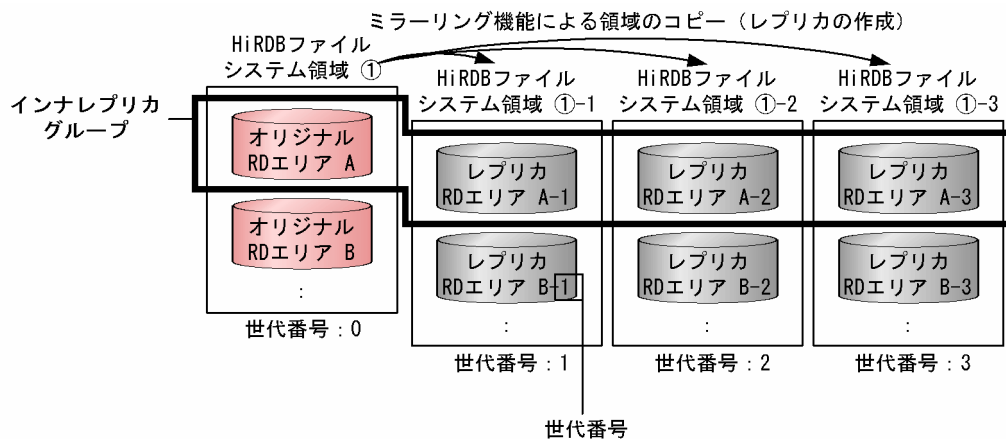 ミラーリング機能による領域のコピー（レプリカの作成）
HiRDBファイル
システム領域 ①
HiRDBファイル
システム領域 ①-1
HiRDBファイル
システム領域 ①-2
HiRDBファイル
システム領域 ①-3
インナレプリカ
グループ
オリジナル
RDエリア A
レプリカ
RDエリア A-1
レプリカ
RDエリア A-2
レプリカ
RDエリア A-3
オリジナル
RDエリア B
レプリカ
RDエリア B-1
レプリカ
RDエリア B-2
レプリカ
RDエリア B-3
:
:
:
:
世代番号：0
世代番号：1
世代番号：2
世代番号：3
世代番号